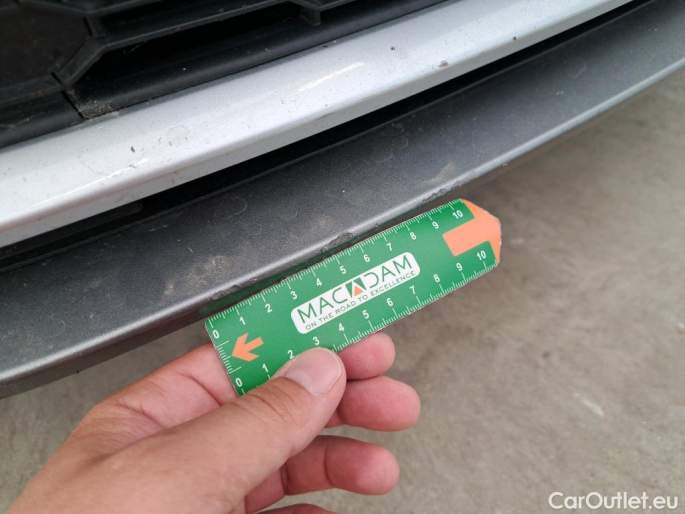 0 1 2 3 4 5 6 7 8 9 10
MACADAM
ON THE ROAD TO EXCELLENCE
0 1 2 3 4 5 6 7 8 9 10
CarOutlet.eu